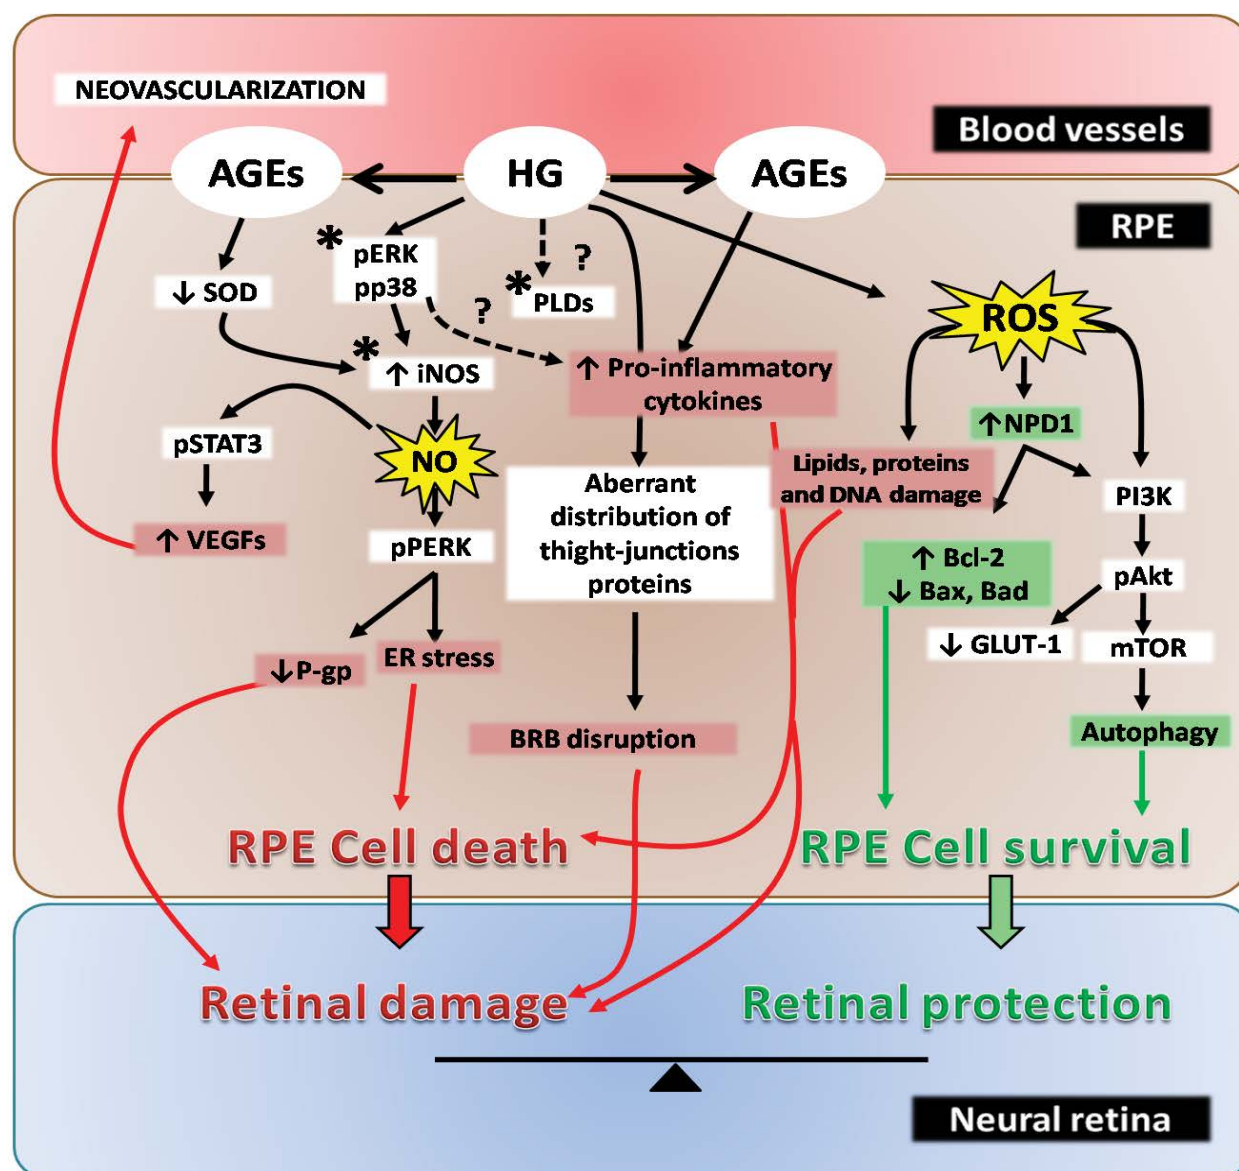 NEOVASCULARIZATION
Blood vessels
AGEs
HG
AGEs
RPE
* pERK
pp38
?
* PLDs
?
↓ SOD
ROS
* ↑ iNOS
↑ Pro-inflammatory
cytokines
↑NPD1
pSTAT3
NO
Lipids, proteins
and DNA damage
PI3K
Aberrant
distribution of
thight-junctions
proteins
↑ VEGFs
pPERK
↑ Bcl-2
↓ Bax, Bad
pAkt
↓P-gp
ER stress
↓ GLUT-1
mTOR
BRB disruption
Autophagy
RPE Cell death
RPE Cell survival
Retinal damage
Retinal protection
Neural retina